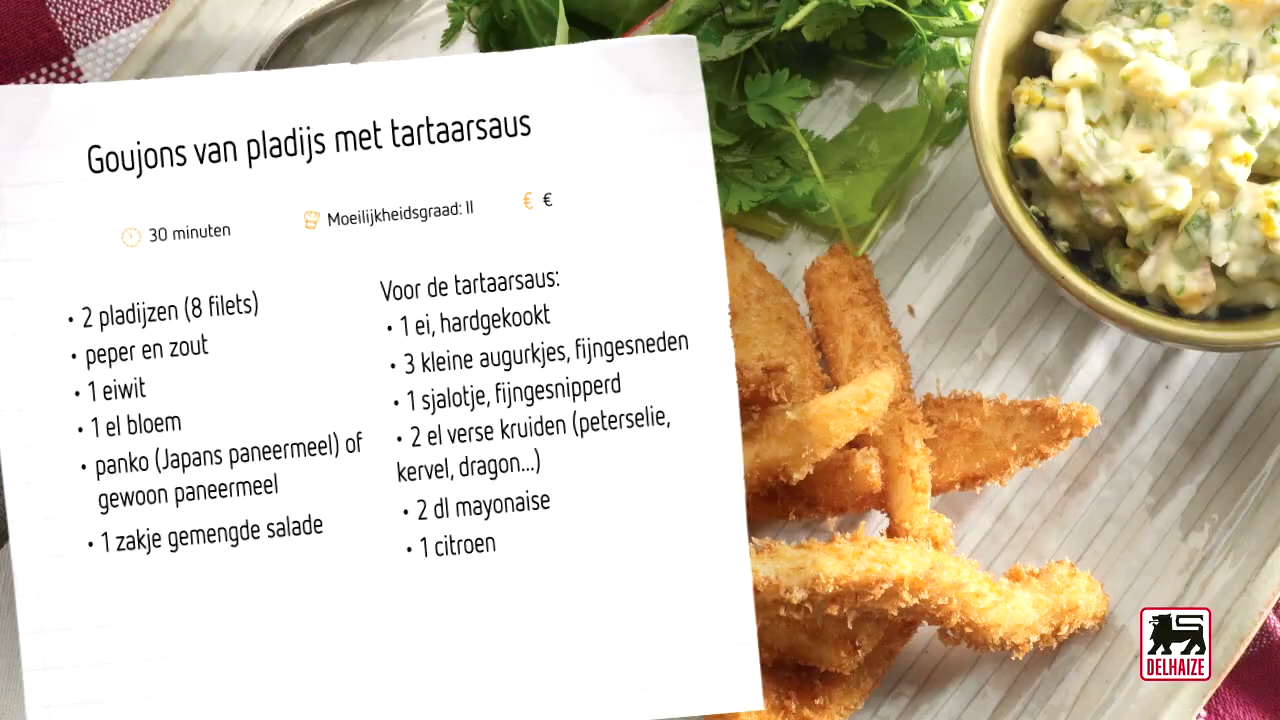 Goujons van pladijs met tartaarsaus
30 minuten
Moeilijkheidsgraad: II
€ €
• 2 pladijzen (8 filets)
• peper en zout
• 1 eiwit
• 1 el bloem
• panko (Japans paneermeel) of
gewoon paneermeel
• 1 zakje gemengde salade
Voor de tartaarsaus:
• 1 ei, hardgekookt
• 3 kleine augurkjes, fijngesneden
• 1 sjalotje, fijngesnipperd
• 2 el verse kruiden (peterselie,
kervel, dragon...)
• 2 dl mayonaise
• 1 citroen
DELHAIZE